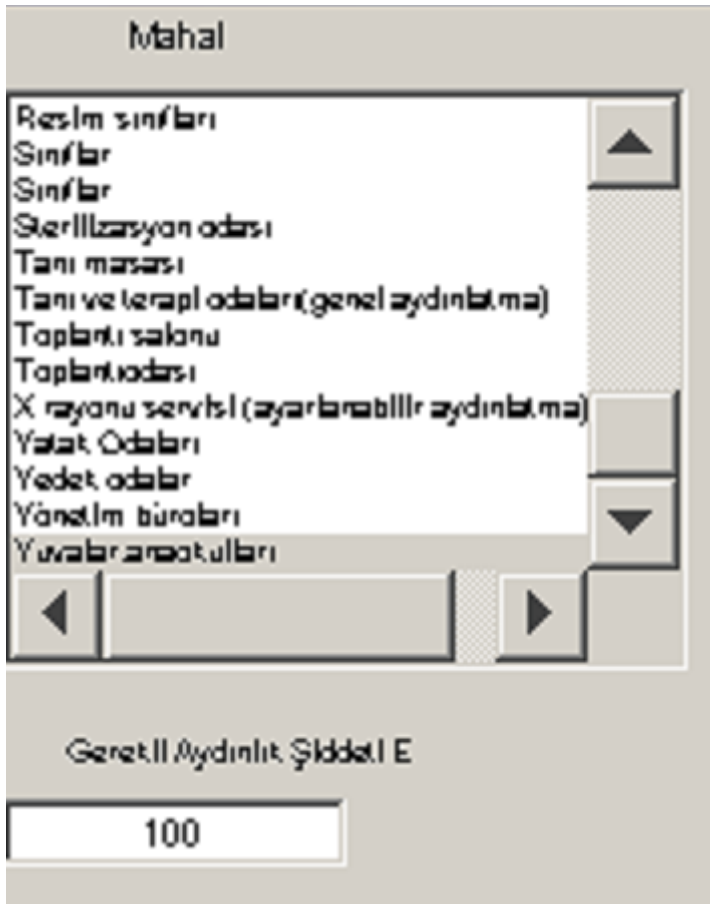 Mahal
Resim sınıfları
Sınıflar
Sınıflar
Sterilizasyon odası
Tanı masası
Tanı ve terapi odaları(genel aydınlatma)
Toplantı salonu
Toplantı odası
X rayonu servisi (ayarlanabilir aydınlatma)
Yatak Odaları
Yedek odalar
Yönetim büroları
Yuvalar,anaokulları
Gerekli Aydınlık Şiddeti E
100